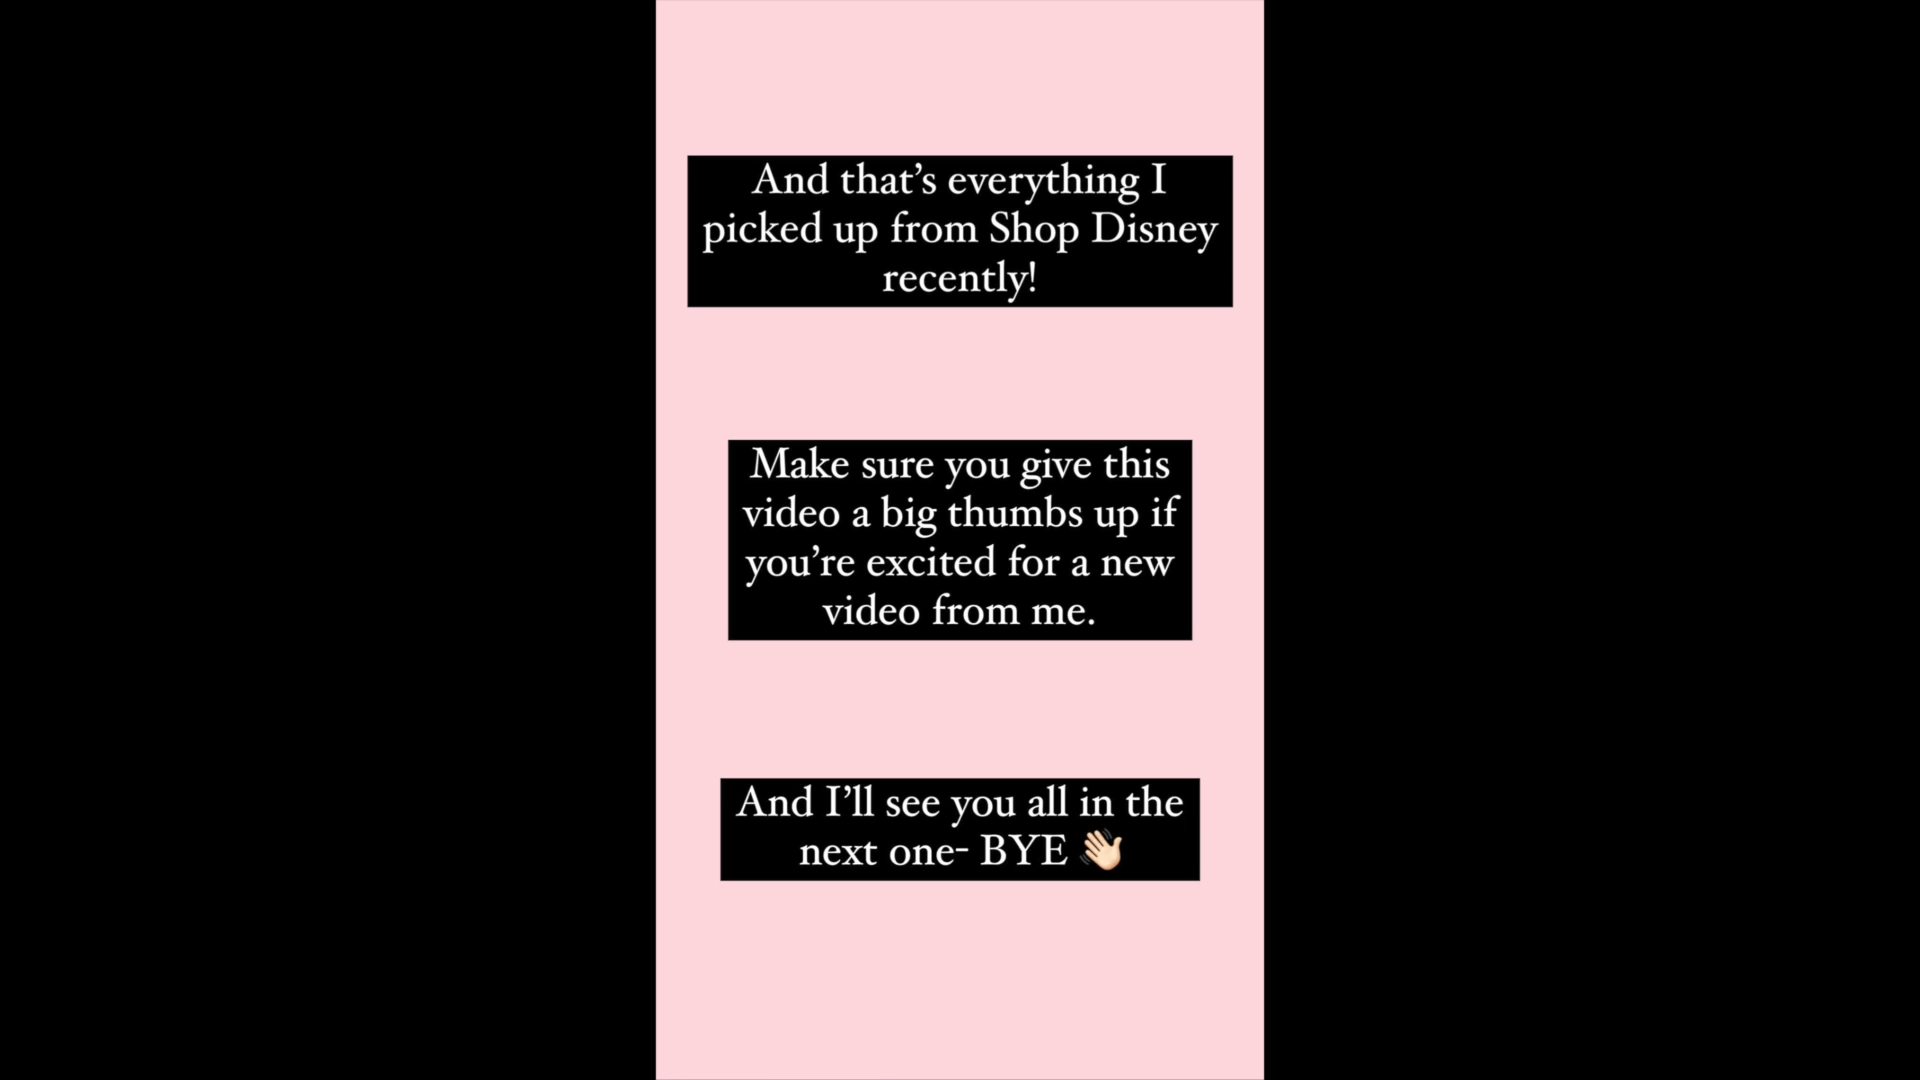 And that’s everything I
picked up from Shop Disney
recently!
Make sure you give this
video a big thumbs up if
you’re excited for a new
video from me.
And I’ll see you all in the
next one- BYE 👋🏻